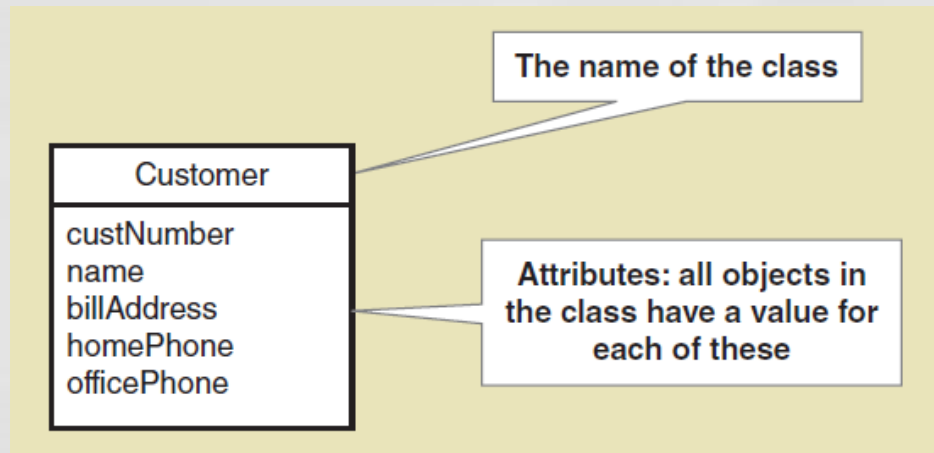 The name of the class
Customer
custNumber
name
billAddress
homePhone
officePhone
Attributes: all objects in
the class have a value for
each of these